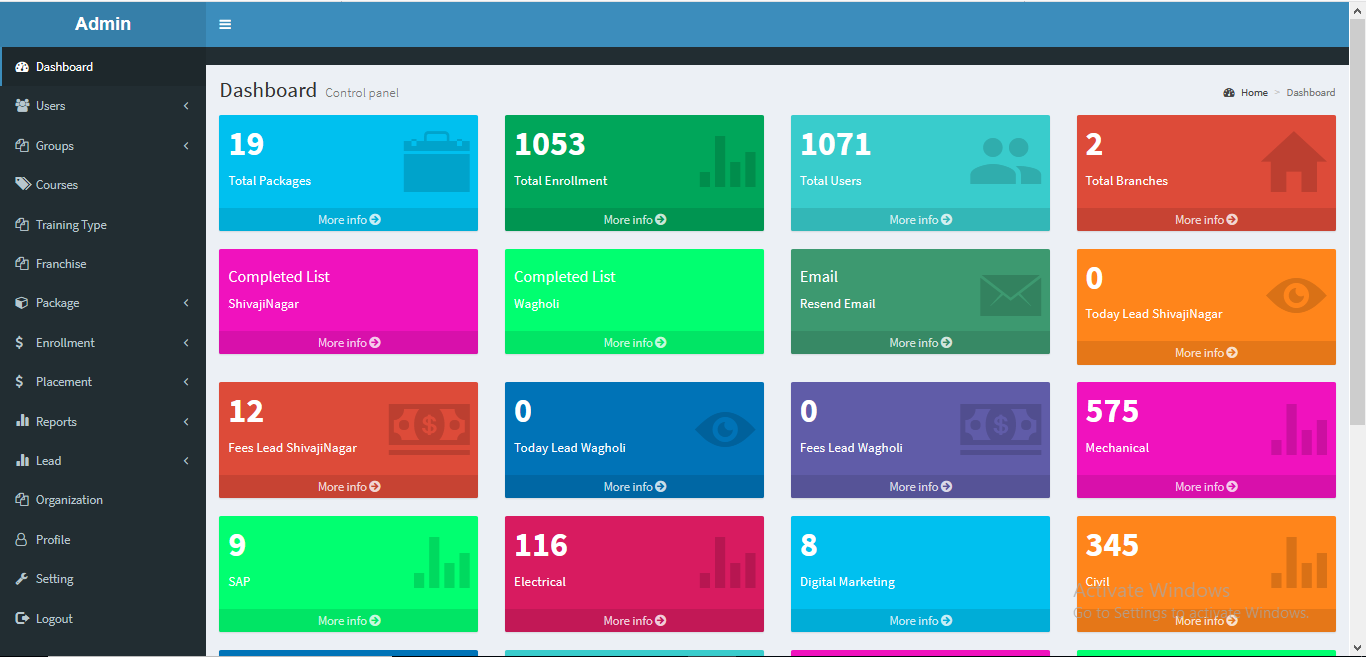 Admin
Dashboard
Users
Groups
Courses
Training Type
Franchise
Package
Enrollment
Placement
Reports
Lead
Organization
Profile
Setting
Logout
Dashboard Control panel
Home > Dashboard
19
Total Packages
More info
1053
Total Enrollment
More info
1071
Total Users
More info
2
Total Branches
More info
Completed List
ShivajiNagar
More info
Completed List
Wagholi
More info
Email
Resend Email
More info
0
Today Lead ShivajiNagar
More info
12
Fees Lead ShivajiNagar
More info
0
Today Lead Wagholi
More info
0
Fees Lead Wagholi
More info
575
Mechanical
More info
9
SAP
More info
116
Electrical
More info
8
Digital Marketing
More info
345
Civil
More info
Activate Windows
Go to Settings to activate Windows.